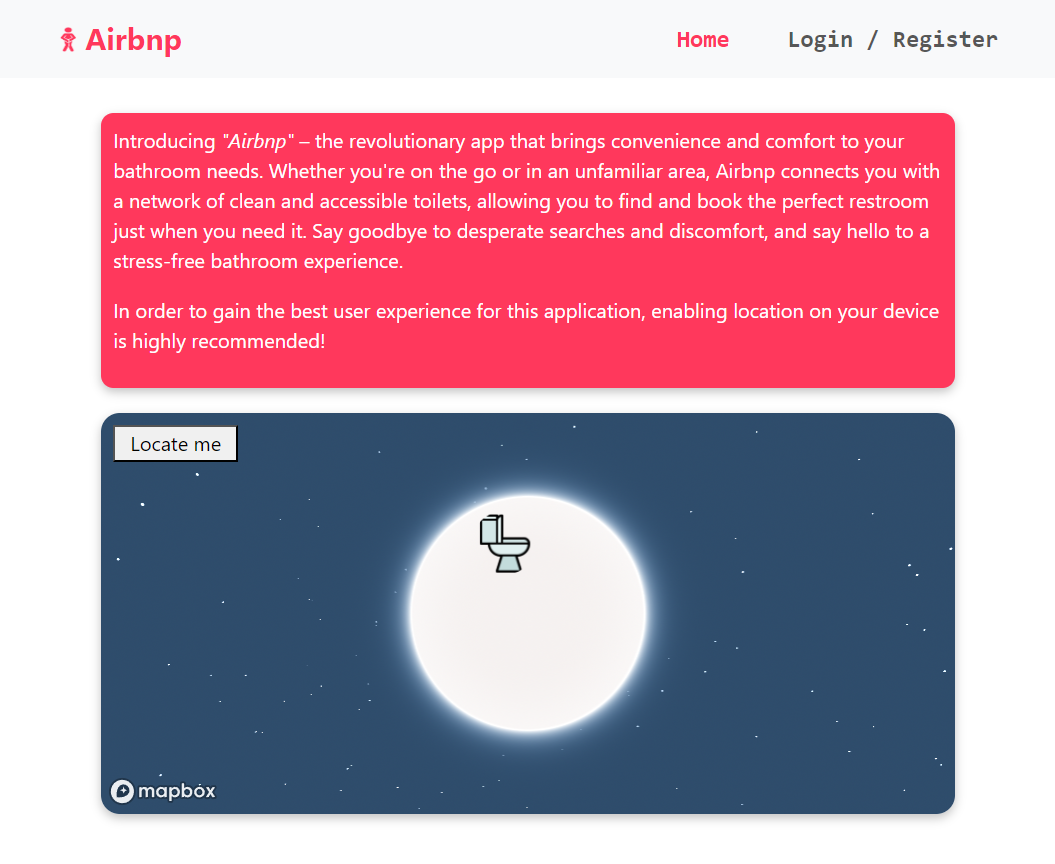 Airbnp
Home
Login / Register
Introducing "Airbnp" – the revolutionary app that brings convenience and comfort to your
bathroom needs. Whether you're on the go or in an unfamiliar area, Airbnp connects you with
a network of clean and accessible toilets, allowing you to find and book the perfect restroom
just when you need it. Say goodbye to desperate searches and discomfort, and say hello to a
stress-free bathroom experience.
In order to gain the best user experience for this application, enabling location on your device
is highly recommended!
Locate me
mapbox